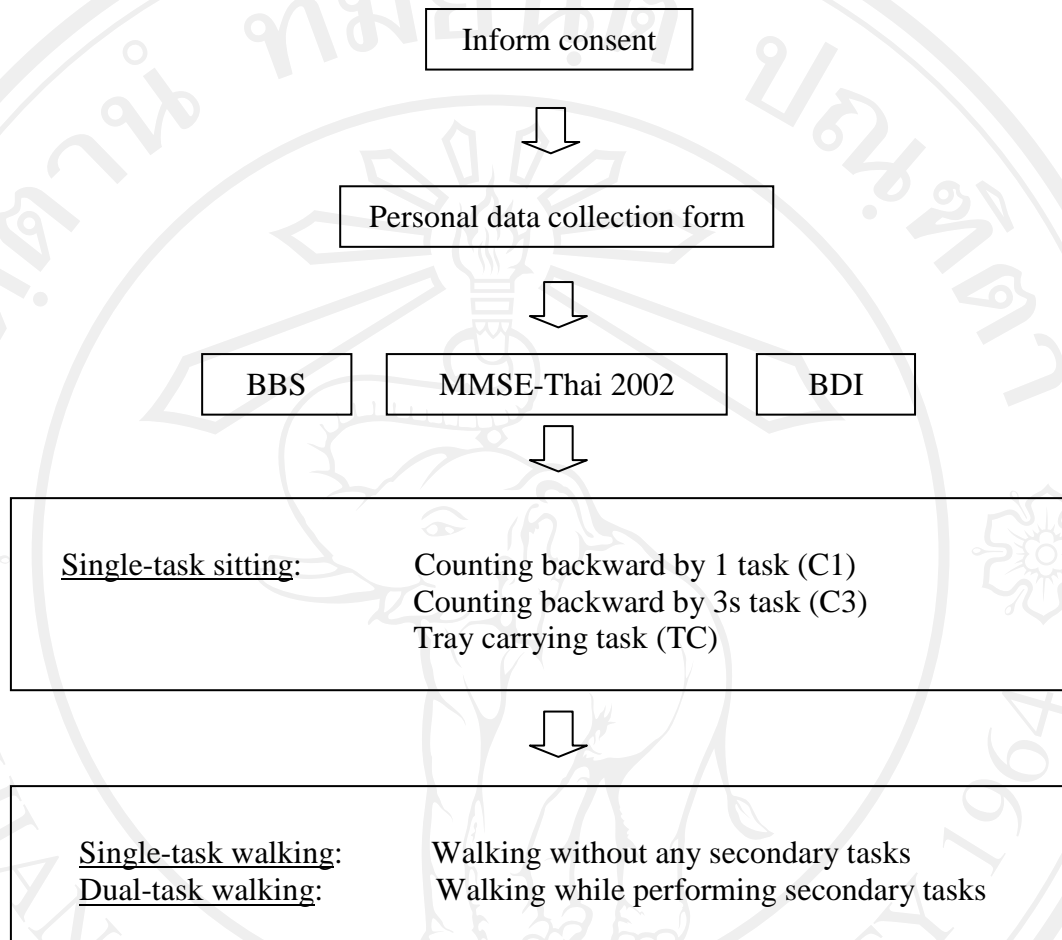 Inform consent
Personal data collection form
BBS
MMSE-Thai 2002
BDI
Single-task sitting: Counting backward by 1 task (C1)
Counting backward by 3s task (C3)
Tray carrying task (TC)
Single-task walking: Walking without any secondary tasks
Dual-task walking: Walking while performing secondary tasks
1964